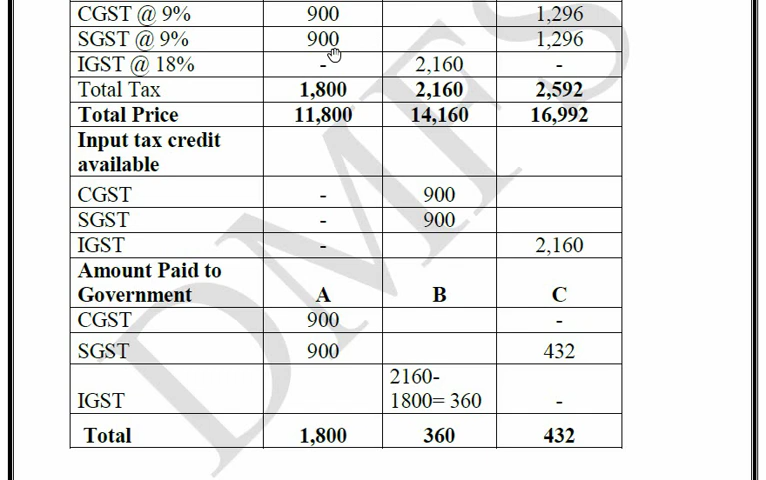 CGST @ 9% 900 1,296
SGST @ 9% 900 1,296
IGST @ 18% - 2,160 -
Total Tax 1,800 2,160 2,592
Total Price 11,800 14,160 16,992
Input tax credit
available
CGST - 900
SGST - 900
IGST - 2,160
Amount Paid to
Government A B C
CGST 900 -
SGST 900 432
2160-
IGST 1800= 360 -
Total 1,800 360 432
DMFS